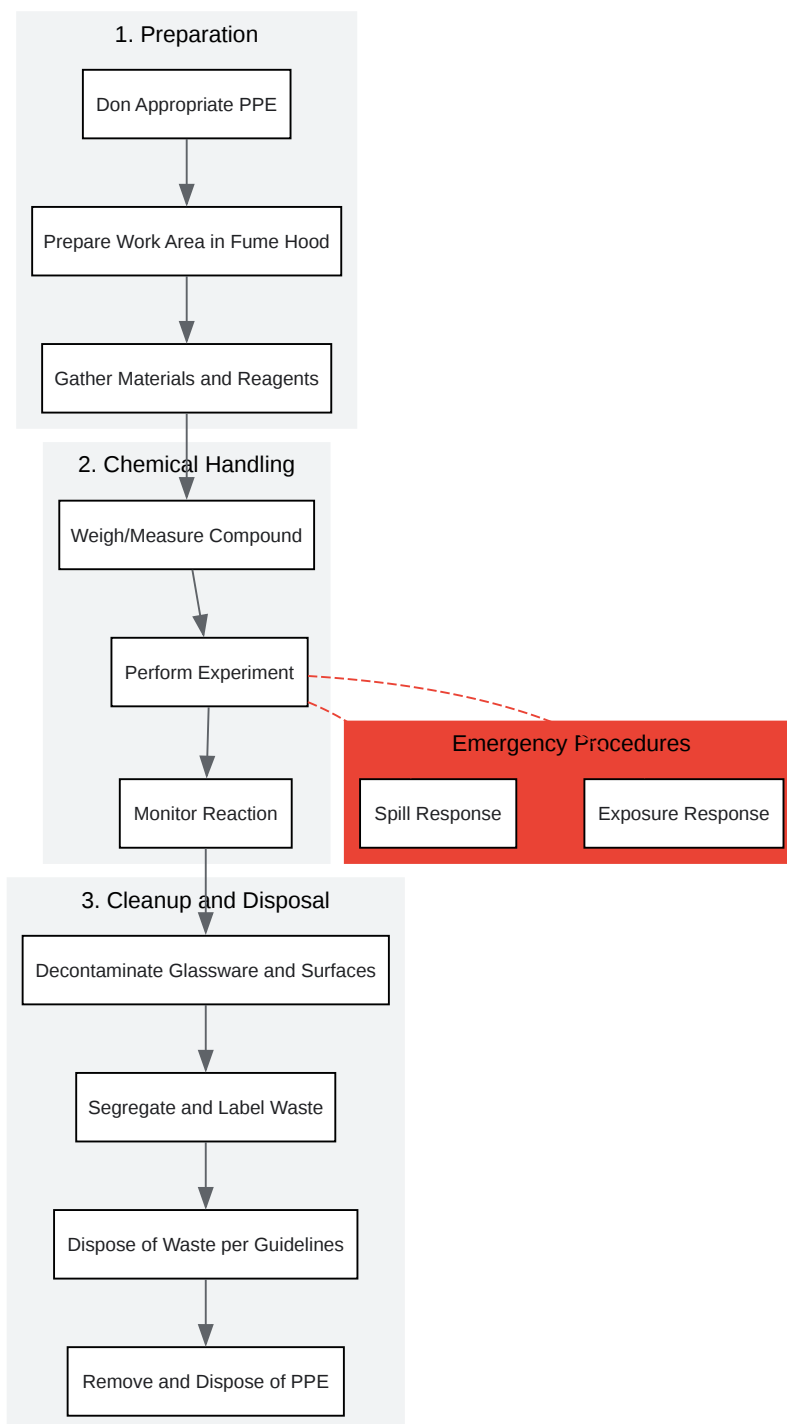 1. Preparation
Don Appropriate PPE
Prepare Work Area in Fume Hood
Gather Materials and Reagents
2. Chemical Handling
Weigh/Measure Compound
Perform Experiment
Monitor Reaction
Emergency Procedures
Spill Response
Exposure Response
3. Cleanup and Disposal
Decontaminate Glassware and Surfaces
Segregate and Label Waste
Dispose of Waste per Guidelines
Remove and Dispose of PPE